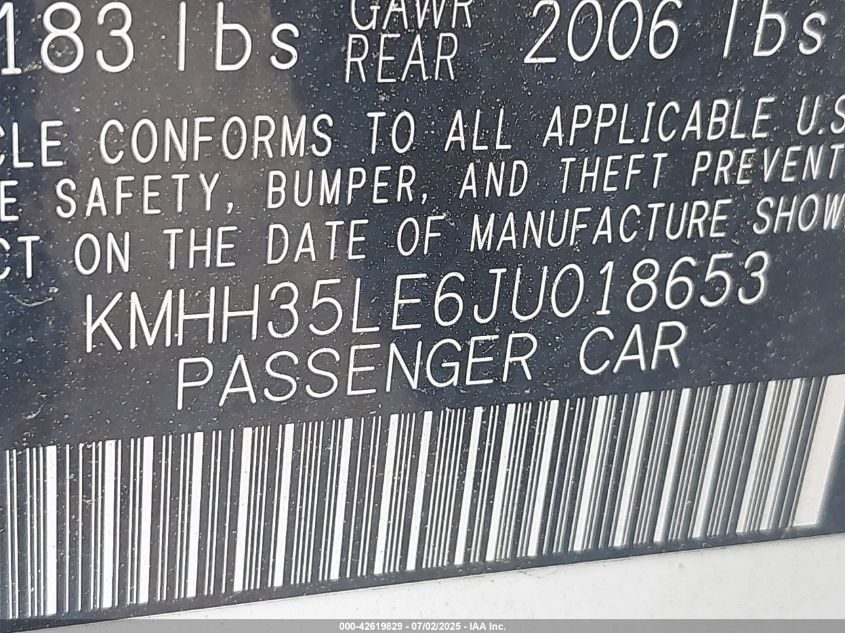 183 lbs GAWR REAR 2006 lbs
CLE CONFORMS TO ALL APPLICABLE U.S
E SAFETY, BUMPER, AND THEFT PREVENT
CT ON THE DATE OF MANUFACTURE SHOW
KMHH35LE6JU018653
PASSENGER CAR
000-42619829 - 07/02/2025 - IAA Inc.